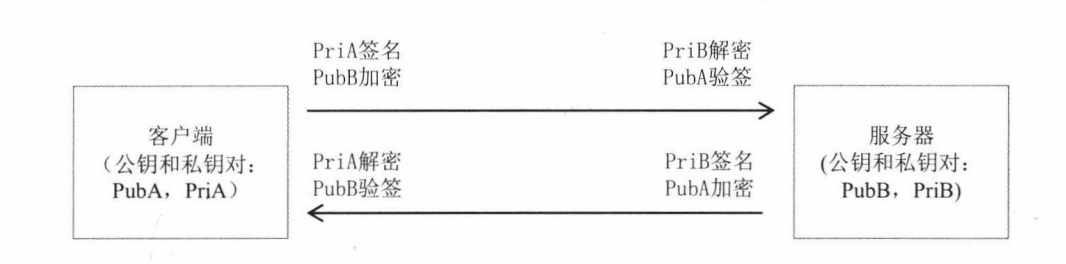 PriA签名
PubB加密
PriB解密
PubA验签
客户端
(公钥和私钥对:
PubA, PriA)
PriA解密
PubB验签
PriB签名
PubA加密
服务器
(公钥和私钥对:
PubB, PriB)